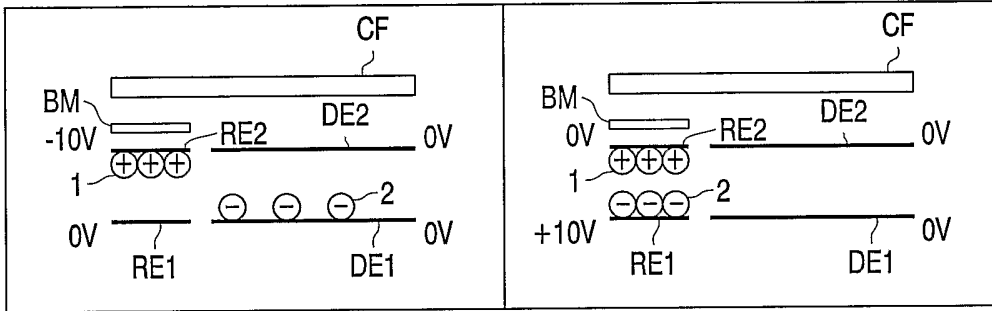 CF
BM
DE2
-10V
RE2
0V
1
+ + +
2
- - -
0V
0V
RE1
DE1
CF
BM
DE2
0V
RE2
0V
1
+ + +
2
- - -
+10V
0V
RE1
DE1